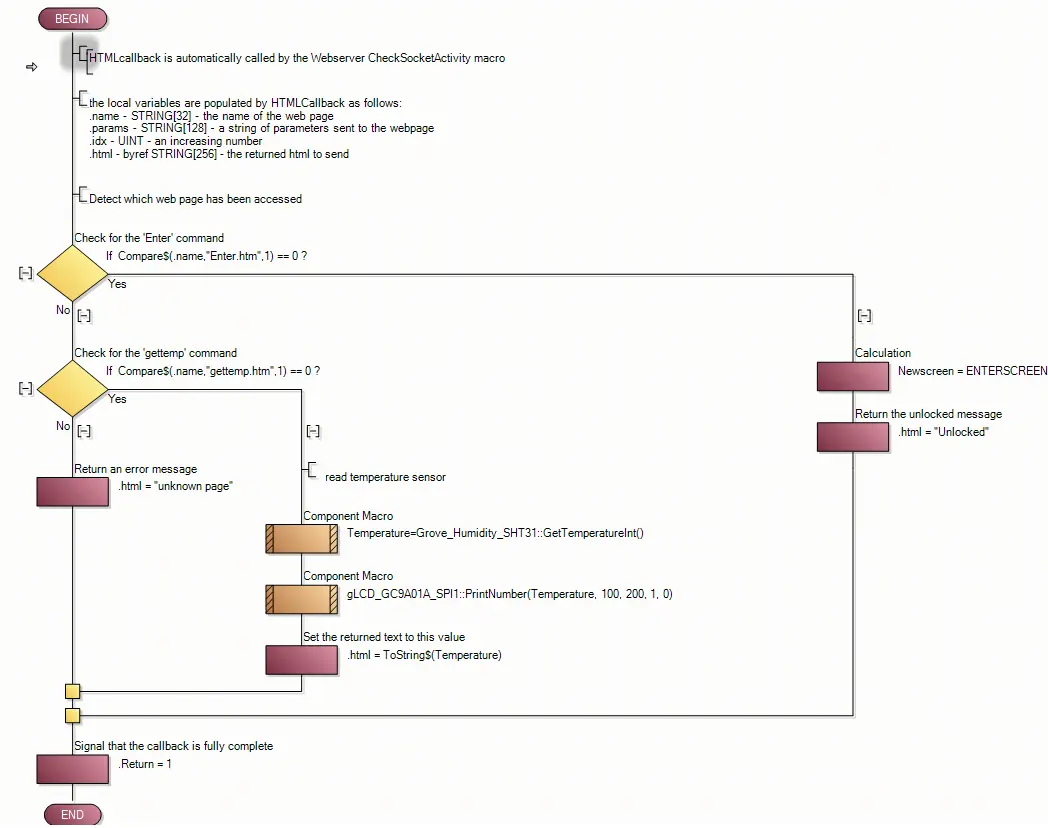 BEGIN
HTMLcallback is automatically called by the Webserver CheckSocketActivity macro
the local variables are populated by HTMLCallback as follows:
.name - STRING[32] - the name of the web page
.params - STRING[128] - a string of parameters sent to the webpage
.idx - UINT - an increasing number
.html - byref STRING[256] - the returned html to send
Detect which web page has been accessed
Check for the 'Enter' command
If Compare$(.name,"Enter.htm",1) == 0 ?
Yes
No
Calculation
Newscreen = ENTERSCREEN
Return the unlocked message
.html = "Unlocked"
Check for the 'gettemp' command
If Compare$(.name,"gettemp.htm",1) == 0 ?
Yes
No
Return an error message
.html = "unknown page"
read temperature sensor
Component Macro
Temperature=Grove_Humidity_SHT31::GetTemperatureInt()
Component Macro
gLCD_GC9A01A_SPI1::PrintNumber(Temperature, 100, 200, 1, 0)
Set the returned text to this value
.html = ToString$(Temperature)
Signal that the callback is fully complete
.Return = 1
END